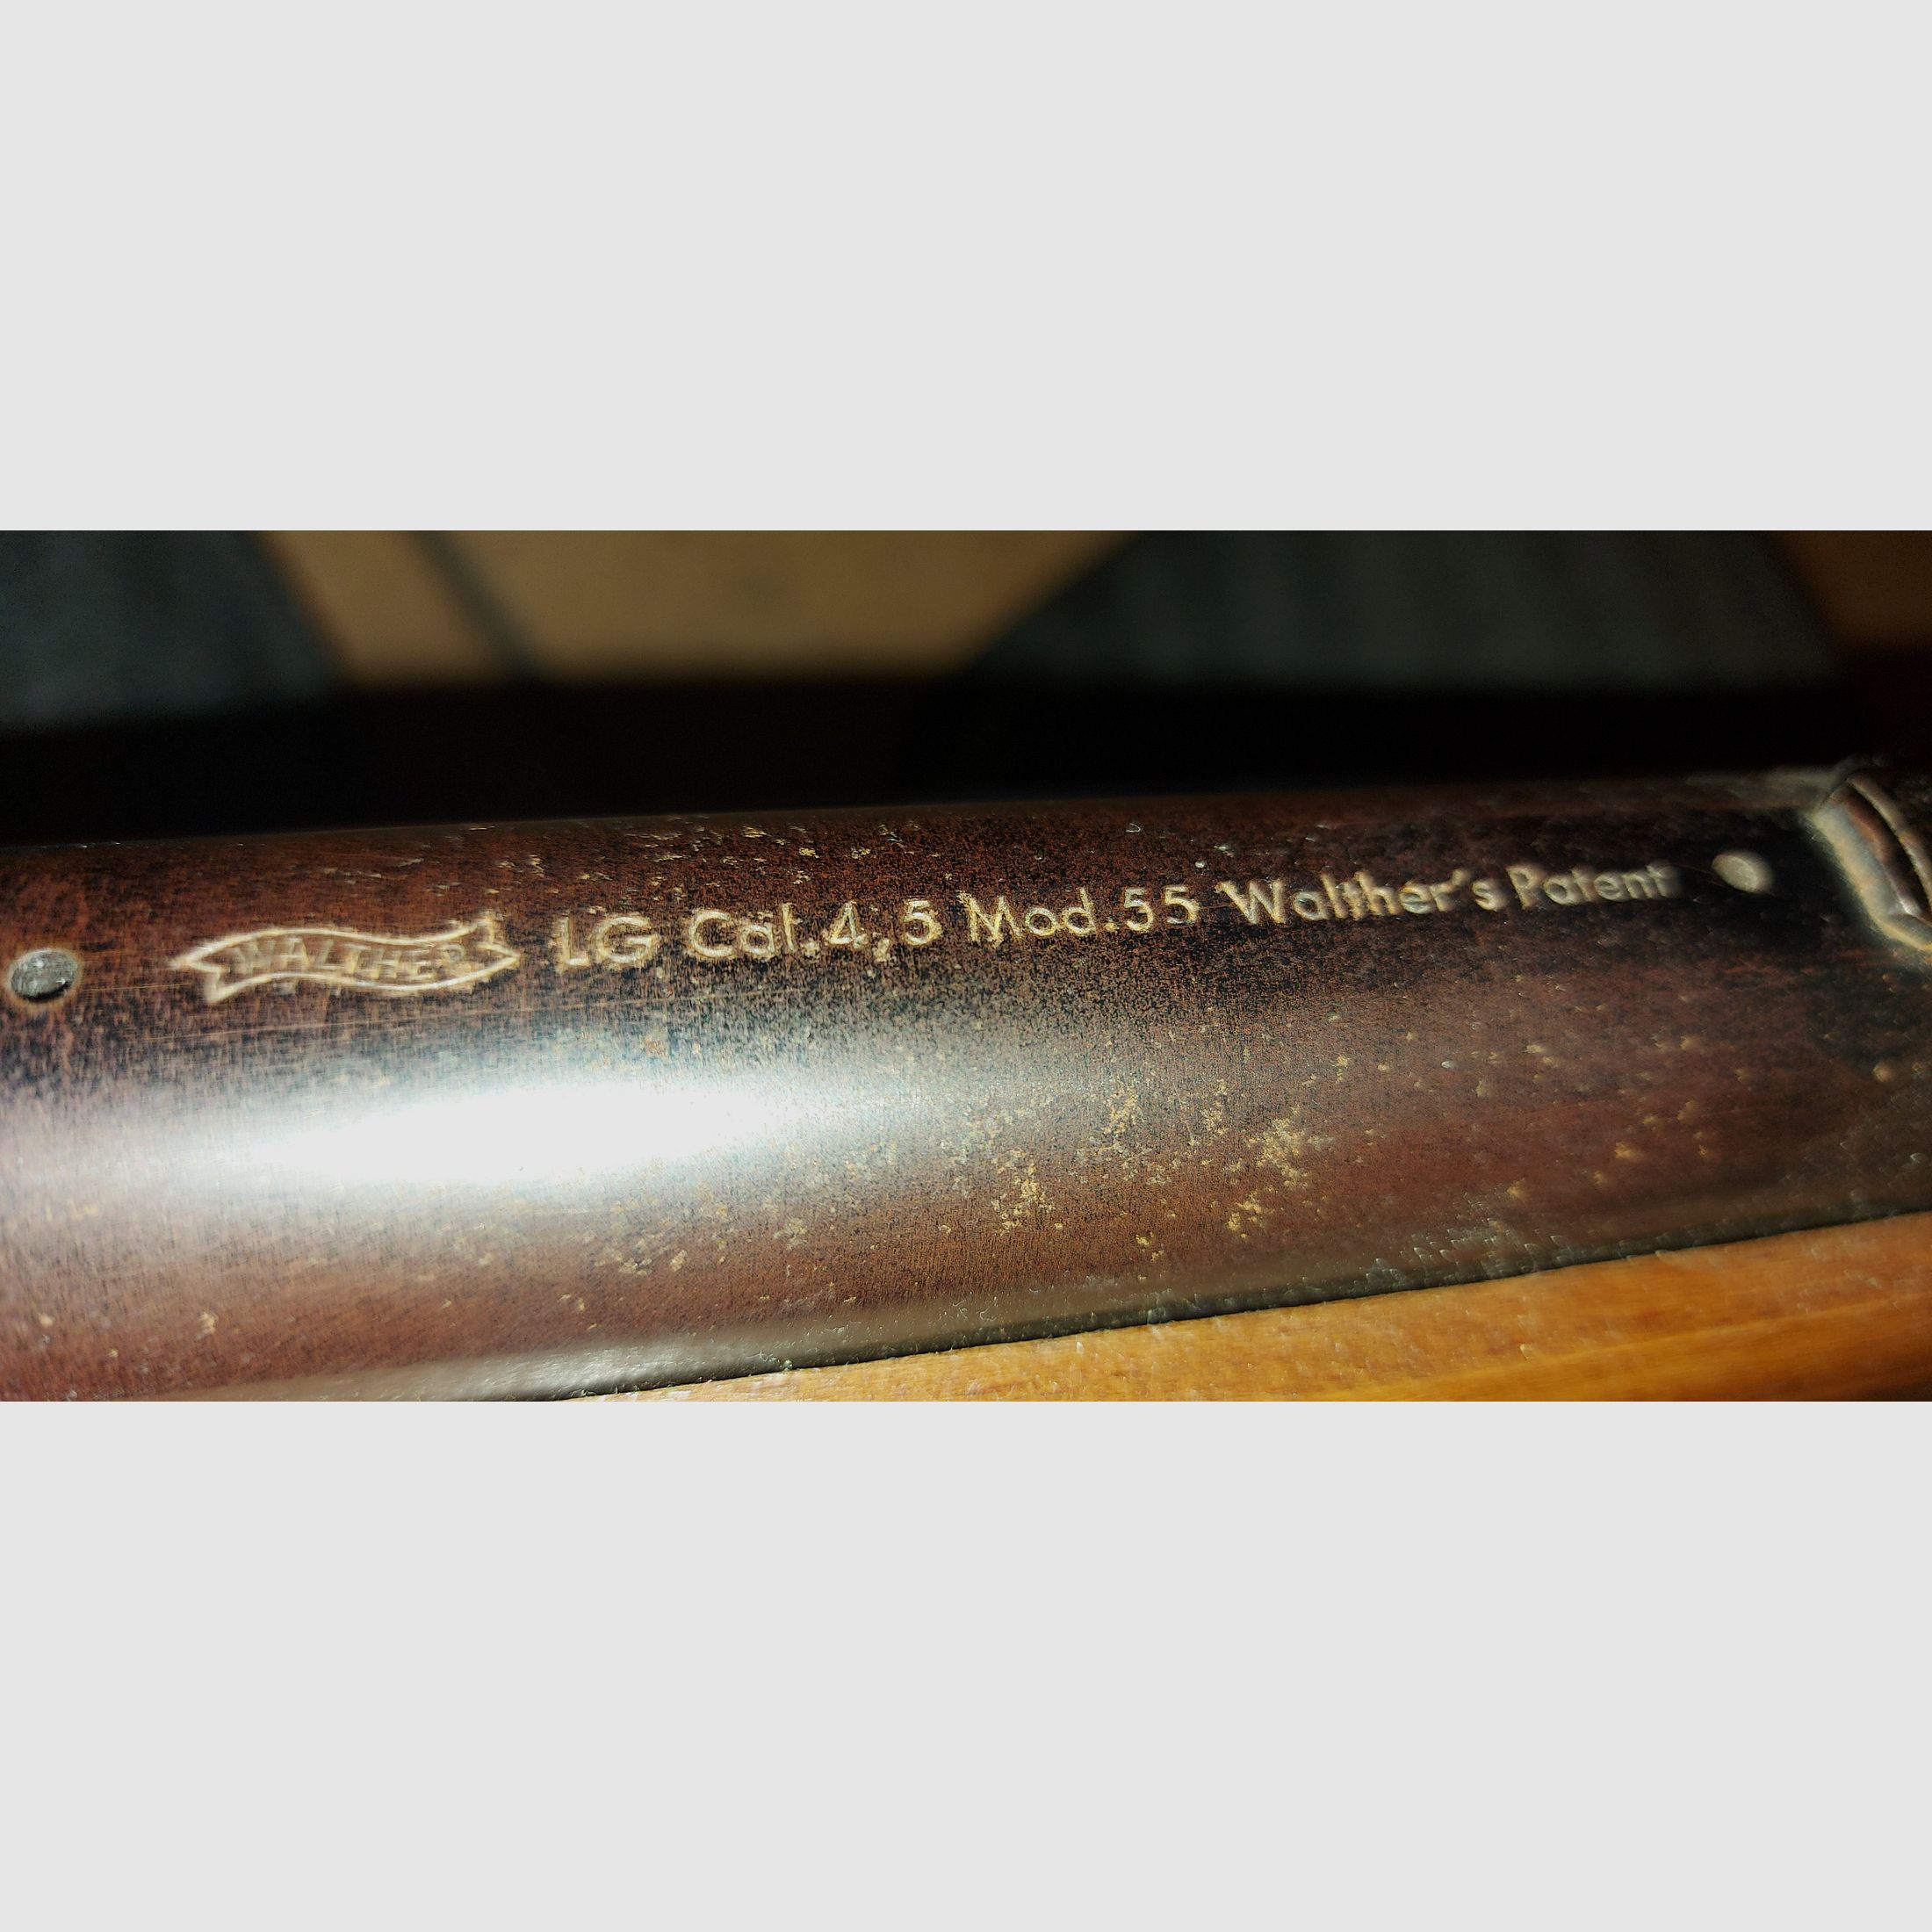 WALTHER LG Cal.4,5 Mod.55 Walther's Patent